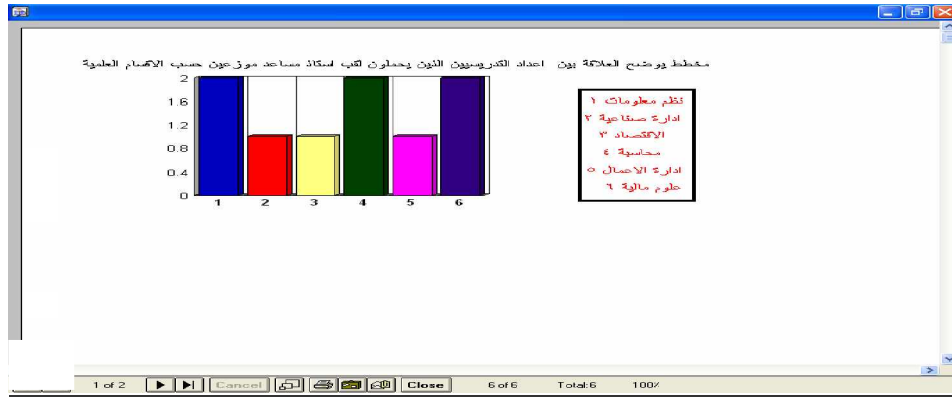 مخطط يوضح العلاقة بين اعداد التدريسيين الذين يحملون لقب استاذ مساعد موزعين حسب الاقسام العلمية
2
1.6
1.2
0.8
0.4
0
1 2 3 4 5 6
نظم معلومات ١
ادارة صناعية ٢
الاقتصاد ٣
محاسبة ٤
ادارة الاعمال ٥
علوم مالية ٦
1 of 2 Cancel Close 6 of 6 Total:6 100%